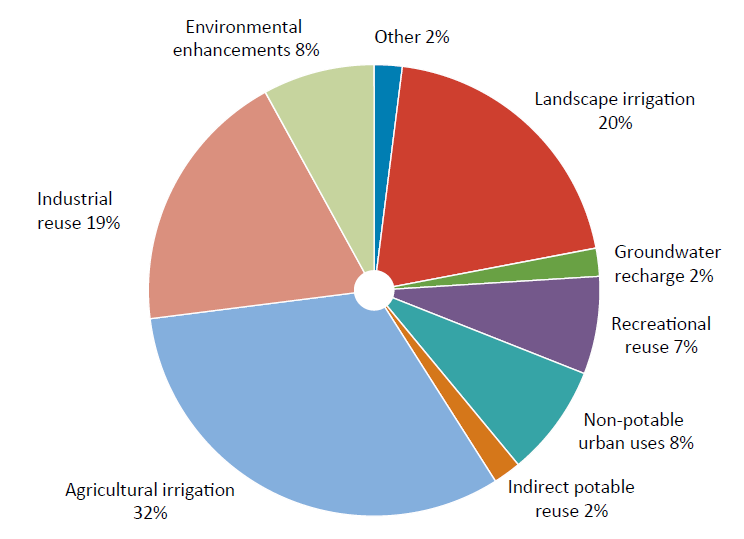 Environmental
enhancements 8%
Other 2%
Landscape irrigation
20%
Groundwater
recharge 2%
Recreational
reuse 7%
Non-potable
urban uses 8%
Indirect potable
reuse 2%
Agricultural irrigation
32%
Industrial
reuse 19%